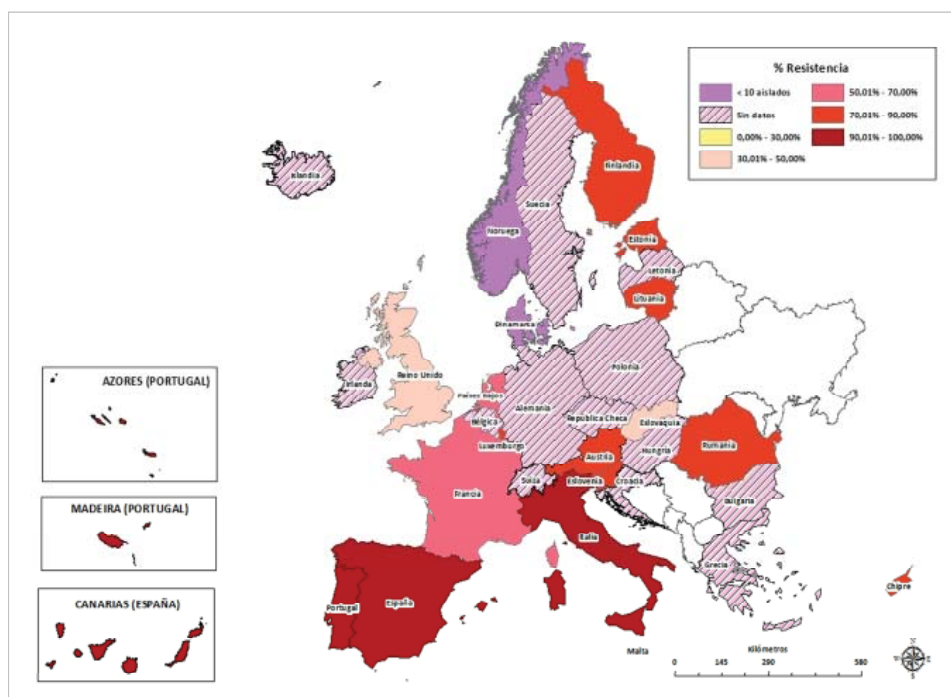 % Resistencia
< 10 aislados
Sin datos
0,00% - 30,00%
30,01% - 50,00%
50,01% - 70,00%
70,01% - 90,00%
90,01% - 100,00%
Islandia
Finlandia
Suecia
Noruega
Estonia
Letonia
Lituania
Dinamarca
Irlanda
Reino Unido
Países Bajos
Polonia
Bélgica
Alemania
Republica Checa
Eslovaquia
Luxemburgo
Hungría
Austria
Rumania
Suiza
Eslovenia
Croacia
Francia
Bulgaria
Italia
Grecia
Portugal
España
Chipre
Malta
AZORES (PORTUGAL)
MADEIRA (PORTUGAL)
CANARIAS (ESPAÑA)
Kilómetros
0 145 290 580
N
S
E